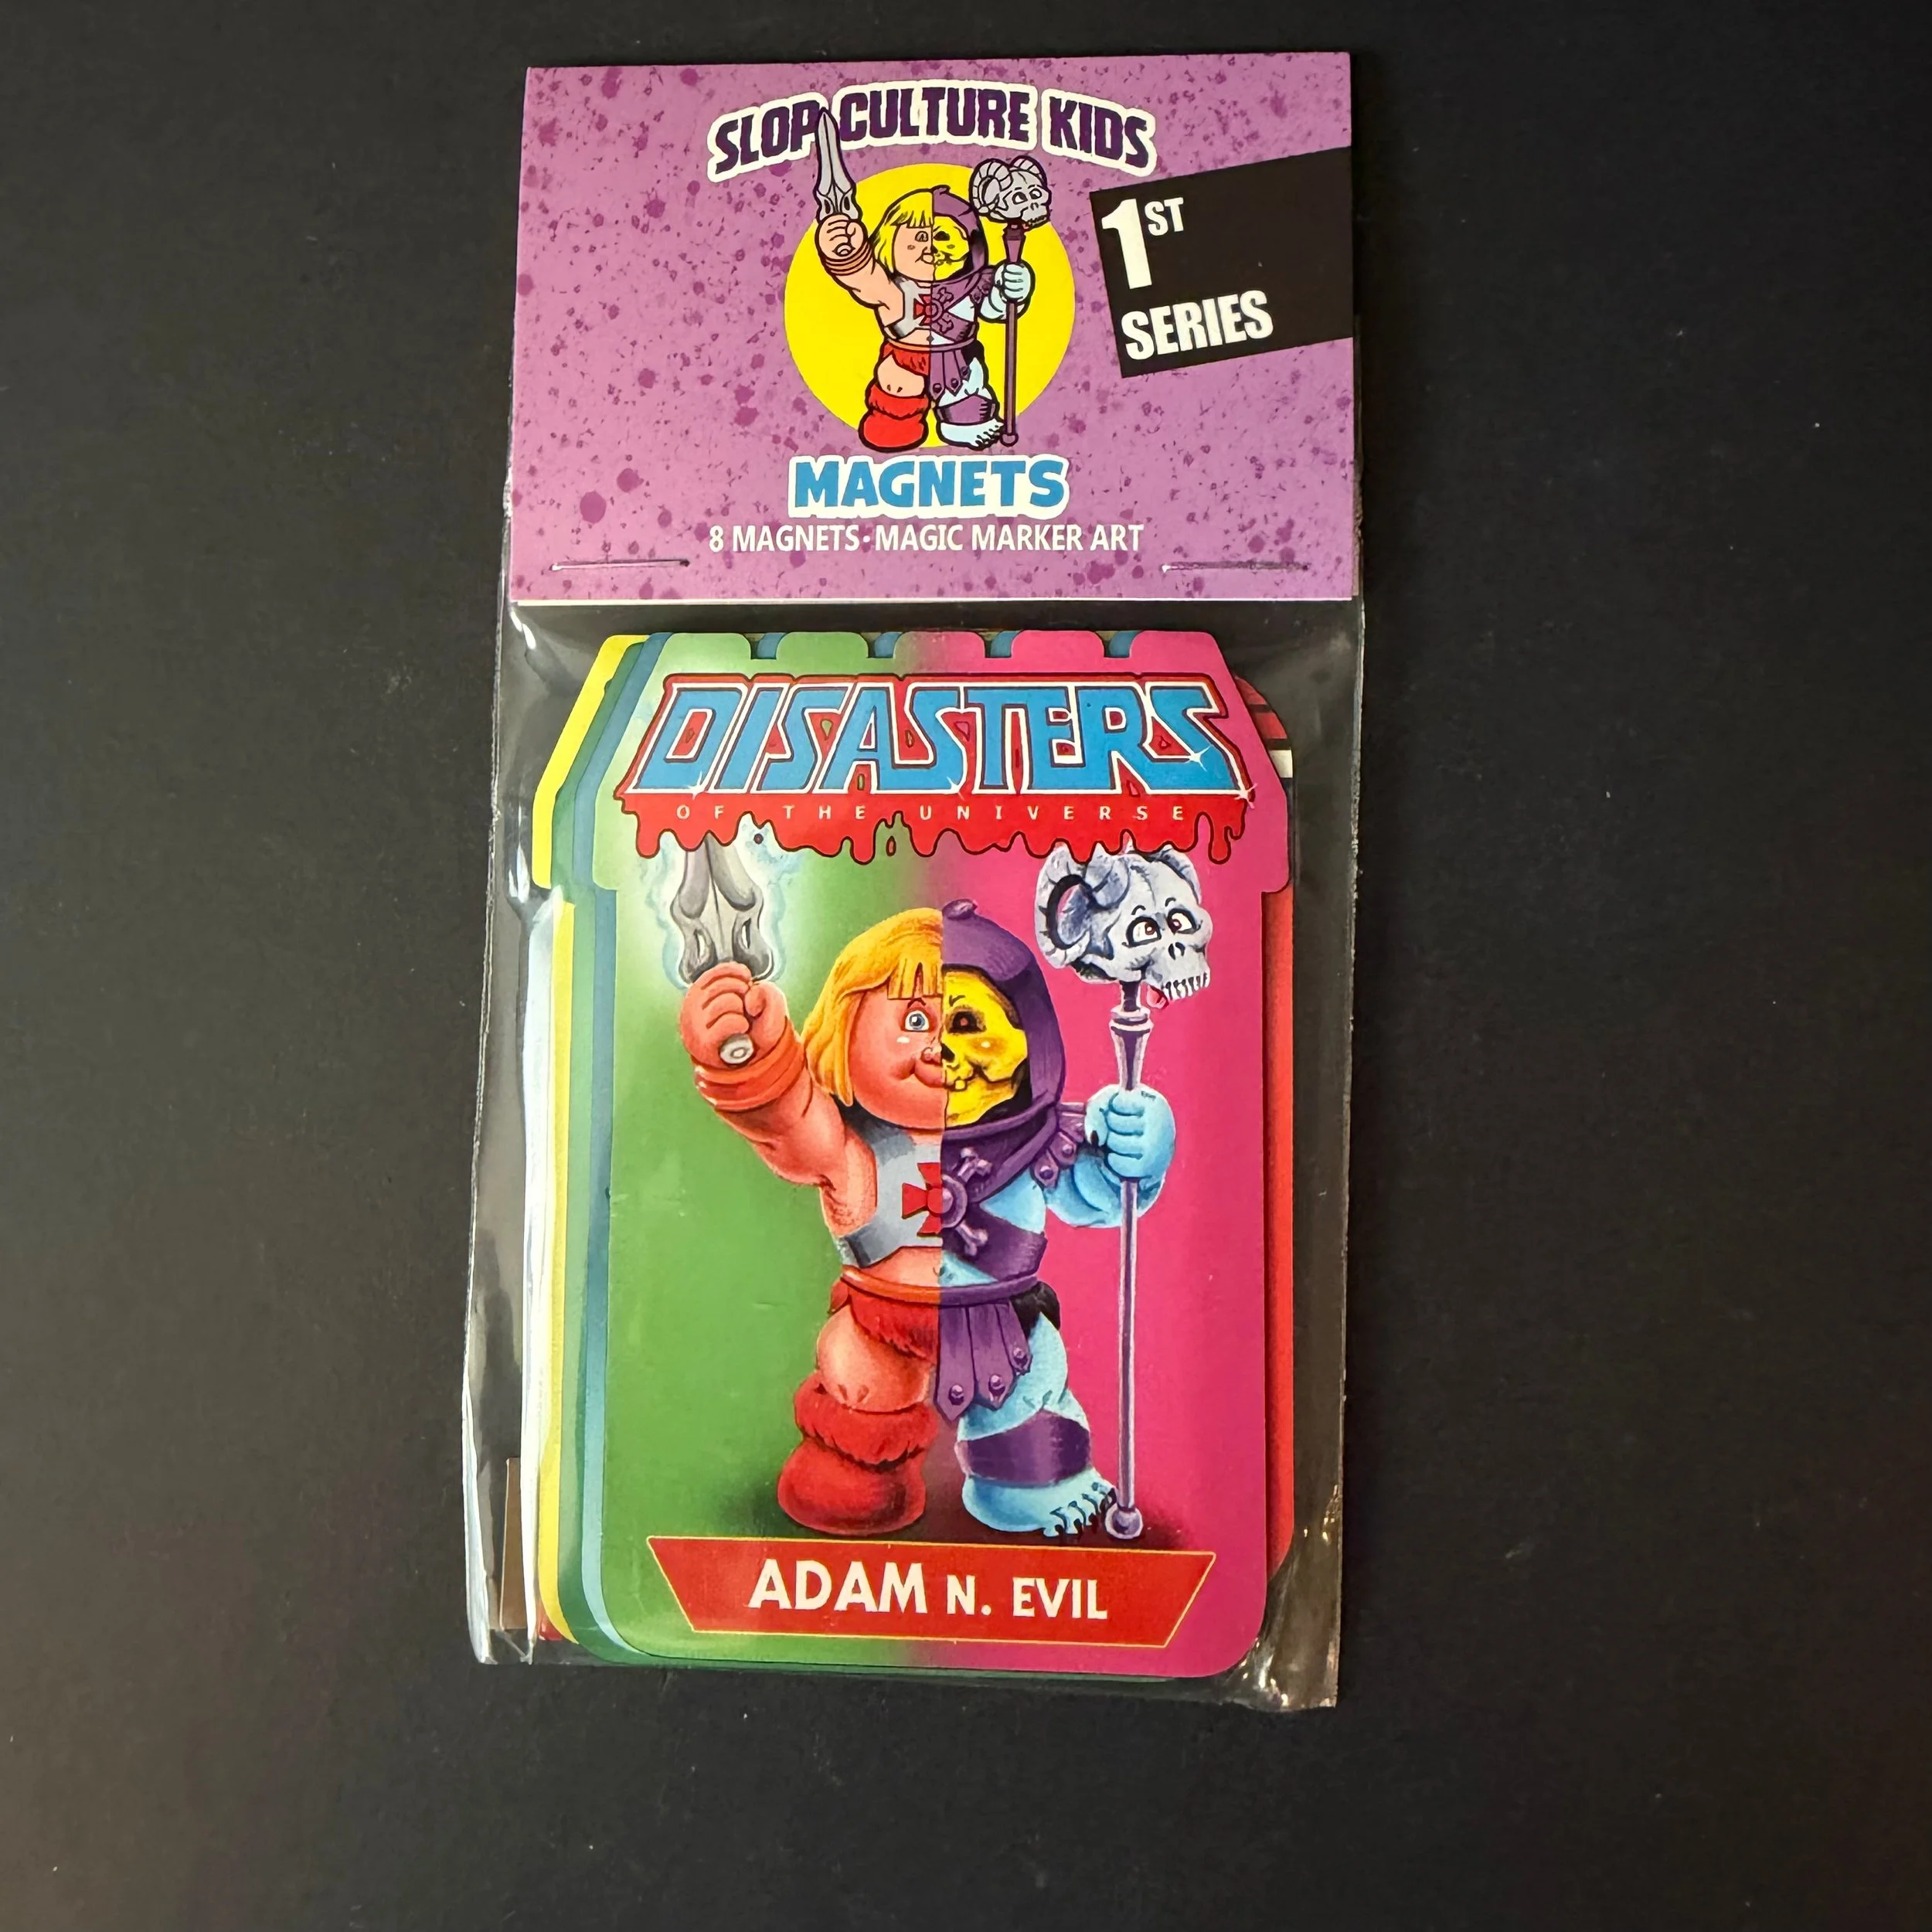 SLOP CULTURE KIDS
1ST
SERIES
MAGNETS
8 MAGNETS • MAGIC MARKER ART
DISASTERS
OF THE UNIVERSE
ADAM N. EVIL